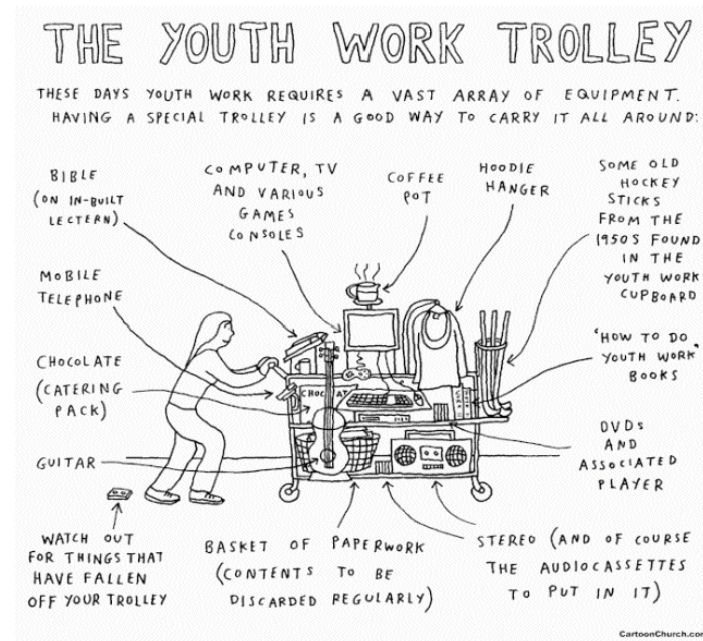 THE YOUTH WORK TROLLEY
THESE DAYS YOUTH WORK REQUIRES A VAST ARRAY OF EQUIPMENT.
HAVING A SPECIAL TROLLEY IS A GOOD WAY TO CARRY IT ALL AROUND:
BIBLE
(ON IN-BUILT
LECTERN)
COMPUTER, TV
AND VARIOUS
GAMES
CONSOLES
COFFEE
POT
HOODIE
HANGER
SOME OLD
HOCKEY
STICKS
FROM THE
1950S FOUND
IN THE
YOUTH WORK
CUPBOARD
MOBILE
TELEPHONE
'HOW TO DO
YOUTH WORK'
BOOKS
CHOCOLATE
(CATERING
PACK)
CHOC AT
DVDs
AND
ASSOCIATED
PLAYER
GUITAR
WATCH OUT
FOR THINGS THAT
HAVE FALLEN
OFF YOUR TROLLEY
BASKET OF PAPERWORK
(CONTENTS TO BE
DISCARDED REGULARLY)
STEREO (AND OF COURSE
THE AUDIOCASSETTES
TO PUT IN IT)
CartoonChurch.com